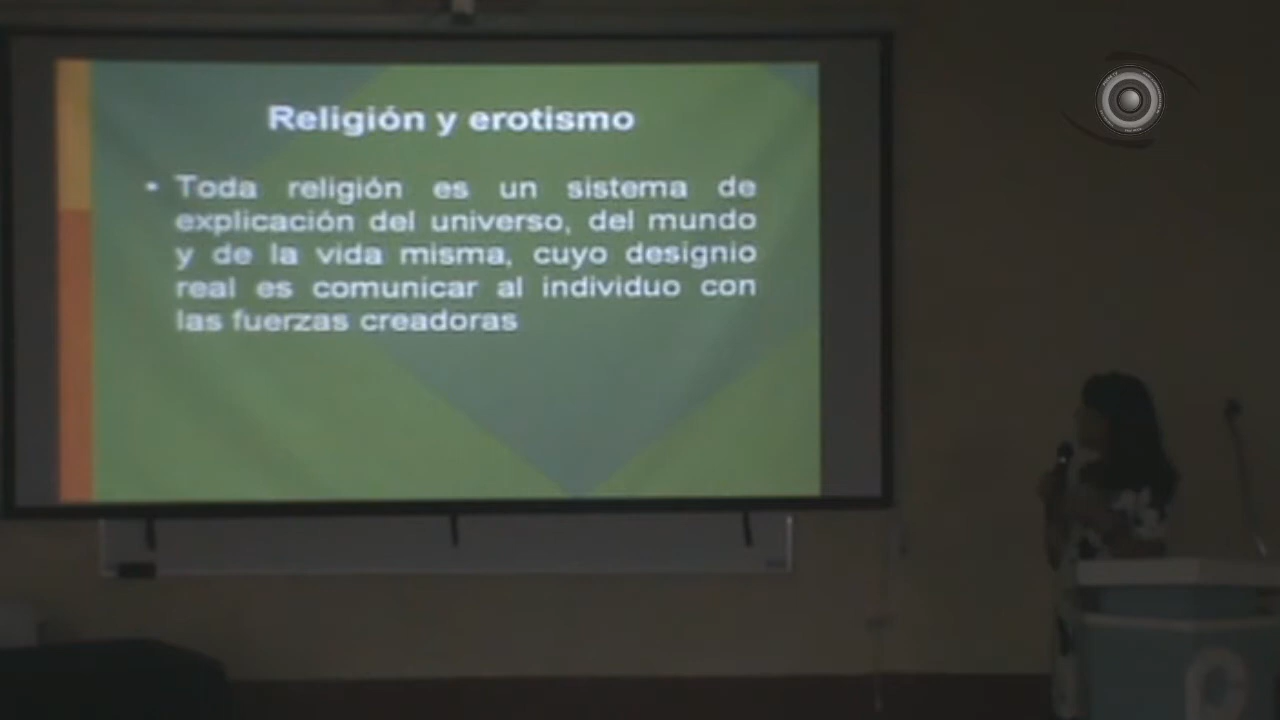 Religión y erotismo
• Toda religión es un sistema de
explicación del universo, del mundo
y de la vida misma, cuyo designio
real es comunicar al individuo con
las fuerzas creadoras